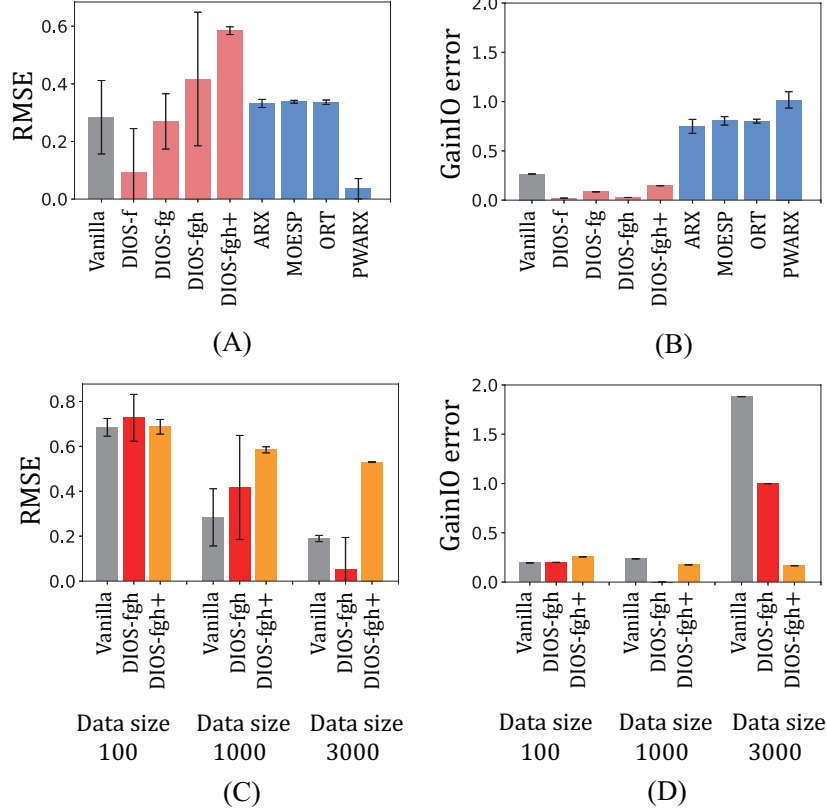 RMSE
0.6
0.4
0.2
0.0
Vanilla
DIOS-f
DIOS-fg
DIOS-fgh
DIOS-fgh+
ARX
MOESP
ORT
PWARX
(A)
GainIO error
2.0
1.5
1.0
0.5
0.0
Vanilla
DIOS-f
DIOS-fg
DIOS-fgh
DIOS-fgh+
ARX
MOESP
ORT
PWARX
(B)
RMSE
0.8
0.6
0.4
0.2
0.0
Vanilla
DIOS-fgh
DIOS-fgh+
Vanilla
DIOS-fgh
DIOS-fgh+
Vanilla
DIOS-fgh
DIOS-fgh+
Data size
100
Data size
1000
Data size
3000
(C)
GainIO error
2.0
1.5
1.0
0.5
0.0
Vanilla
DIOS-fgh
DIOS-fgh+
Vanilla
DIOS-fgh
DIOS-fgh+
Vanilla
DIOS-fgh
DIOS-fgh+
Data size
100
Data size
1000
Data size
3000
(D)